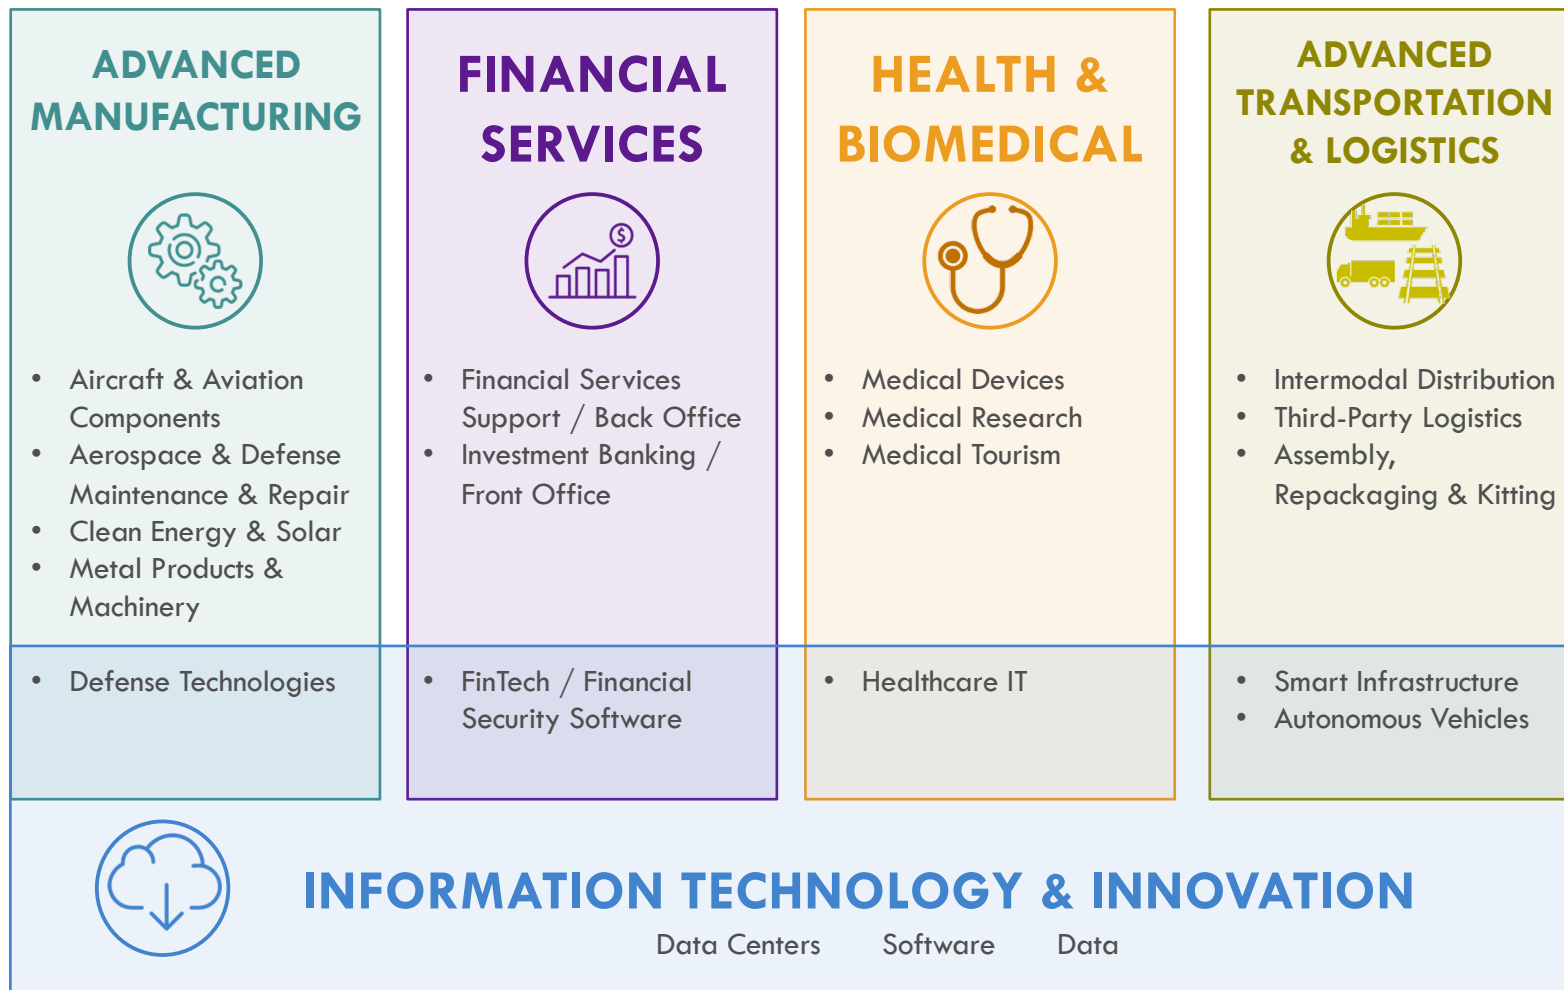 ADVANCED
MANUFACTURING
• Aircraft & Aviation
Components
• Aerospace & Defense
Maintenance & Repair
• Clean Energy & Solar
• Metal Products &
Machinery
• Defense Technologies
FINANCIAL
SERVICES
$
• Financial Services
Support / Back Office
• Investment Banking /
Front Office
• FinTech / Financial
Security Software
HEALTH &
BIOMEDICAL
• Medical Devices
• Medical Research
• Medical Tourism
• Healthcare IT
ADVANCED
TRANSPORTATION
& LOGISTICS
• Intermodal Distribution
• Third-Party Logistics
• Assembly,
Repackaging & Kitting
• Smart Infrastructure
• Autonomous Vehicles
INFORMATION TECHNOLOGY & INNOVATION
Data Centers Software Data